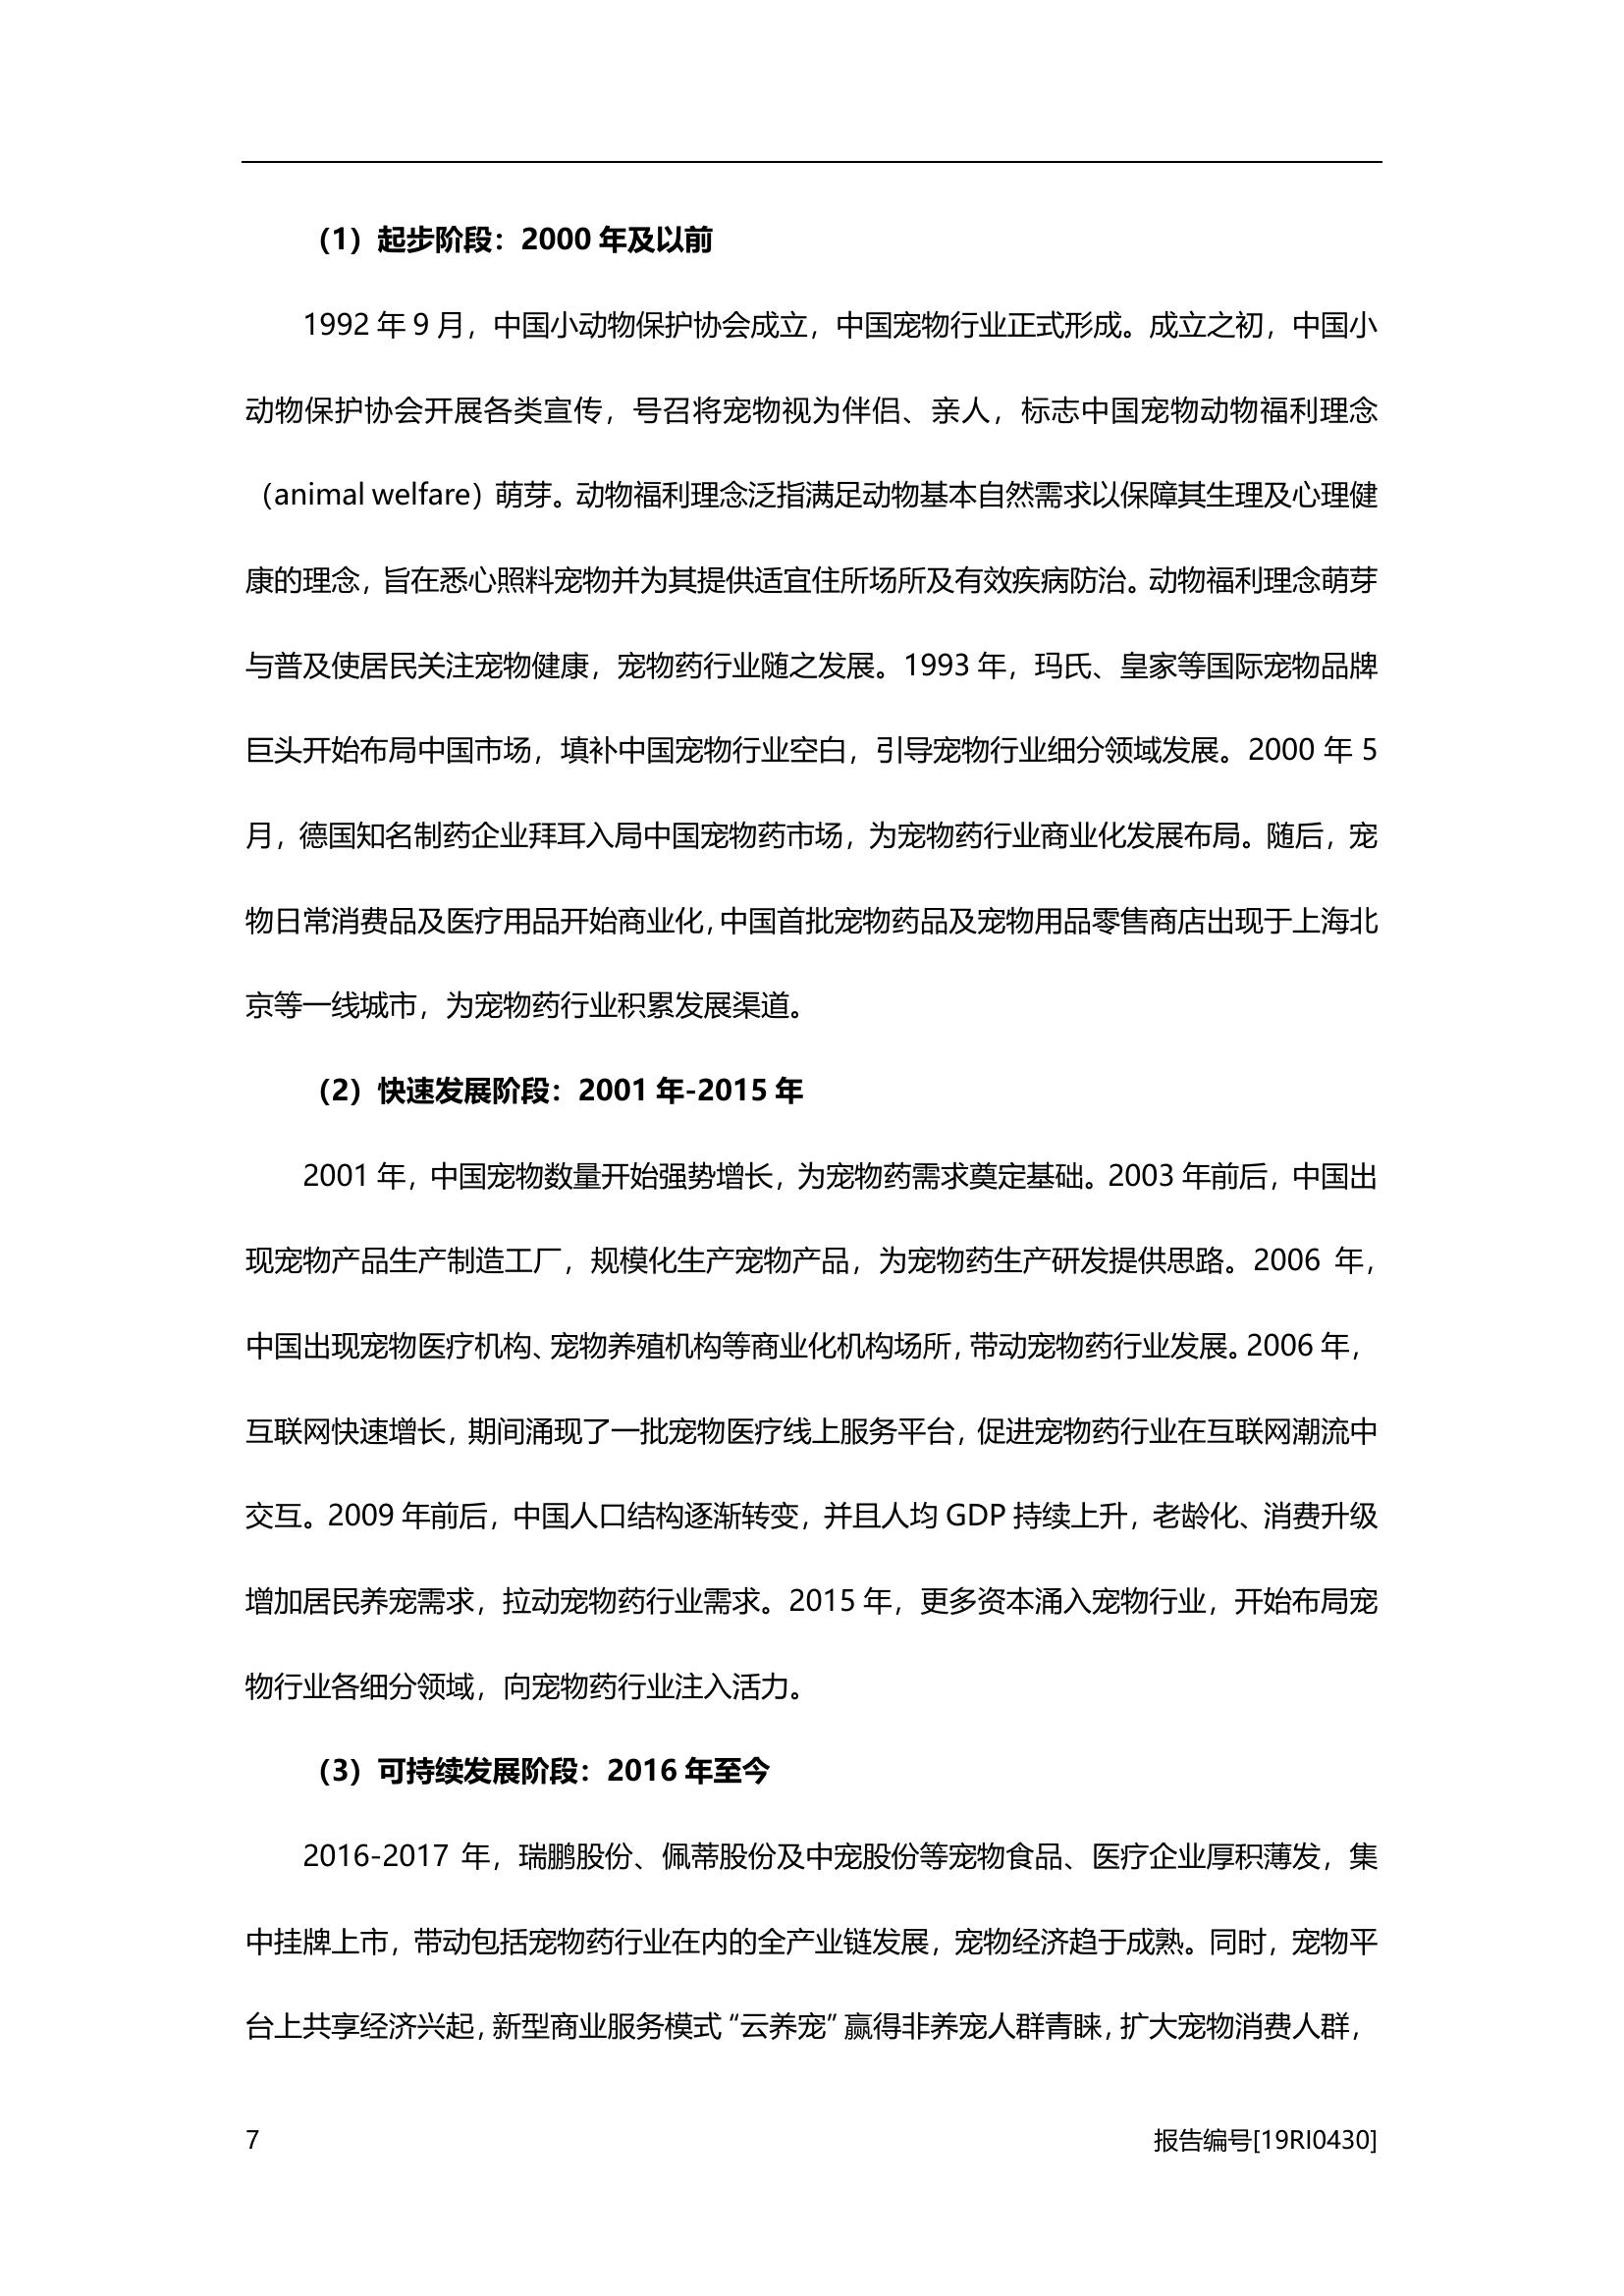 （1）起步阶段：2000 年及以前
1992 年 9 月，中国小动物保护协会成立，中国宠物行业正式形成。成立之初，中国小
动物保护协会开展各类宣传，号召将宠物视为伴侣、亲人，标志中国宠物动物福利理念
（animal welfare）萌芽。动物福利理念泛指满足动物基本自然需求以保障其生理及心理健
康的理念，旨在悉心照料宠物并为其提供适宜住所场所及有效疾病防治。动物福利理念萌芽
与普及使居民关注宠物健康，宠物药行业随之发展。1993 年，玛氏、皇家等国际宠物品牌
巨头开始布局中国市场，填补中国宠物行业空白，引导宠物行业细分领域发展。2000 年 5
月，德国知名制药企业拜耳入局中国宠物药市场，为宠物药行业商业化发展布局。随后，宠
物日常消费品及医疗用品开始商业化，中国首批宠物药品及宠物用品零售商店出现于上海北
京等一线城市，为宠物药行业积累发展渠道。
（2）快速发展阶段：2001 年-2015 年
2001 年，中国宠物数量开始强势增长，为宠物药需求奠定基础。2003 年前后，中国出
现宠物产品生产制造工厂，规模化生产宠物产品，为宠物药生产研发提供思路。2006 年，
中国出现宠物医疗机构、宠物养殖机构等商业化机构场所，带动宠物药行业发展。2006 年，
互联网快速增长，期间涌现了一批宠物医疗线上服务平台，促进宠物药行业在互联网潮流中
交互。2009 年前后，中国人口结构逐渐转变，并且人均 GDP 持续上升，老龄化、消费升级
增加居民养宠需求，拉动宠物药行业需求。2015 年，更多资本涌入宠物行业，开始布局宠
物行业各细分领域，向宠物药行业注入活力。
（3）可持续发展阶段：2016 年至今
2016-2017 年，瑞鹏股份、佩蒂股份及中宠股份等宠物食品、医疗企业厚积薄发，集
中挂牌上市，带动包括宠物药行业在内的全产业链发展，宠物经济趋于成熟。同时，宠物平
台上共享经济兴起，新型商业服务模式“云养宠”赢得非养宠人群青睐，扩大宠物消费人群，
7
报告编号[19RI0430]